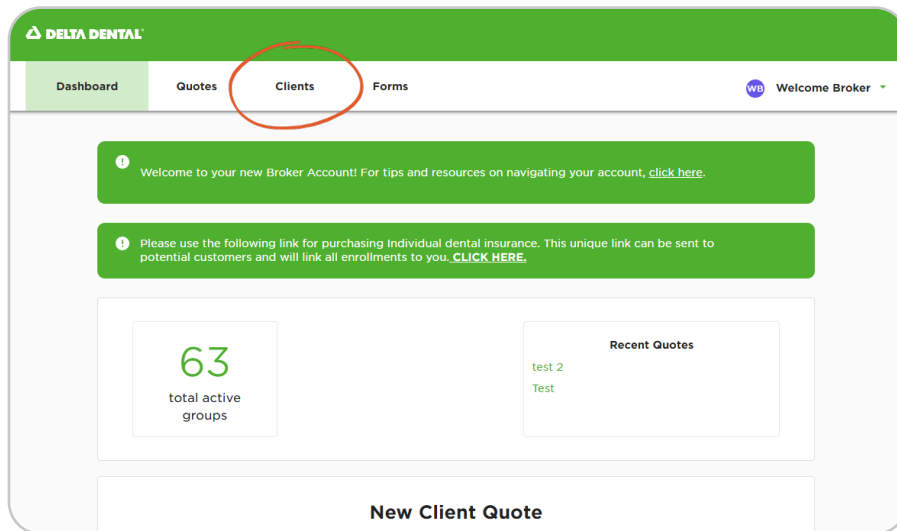 DELTA DENTAL
Dashboard
Quotes
Clients
Forms
WB
Welcome Broker
Welcome to your new Broker Account! For tips and resources on navigating your account, click here.
Please use the following link for purchasing Individual dental insurance. This unique link can be sent to
potential customers and will link all enrollments to you. CLICK HERE.
63
total active
groups
Recent Quotes
test 2
Test
New Client Quote